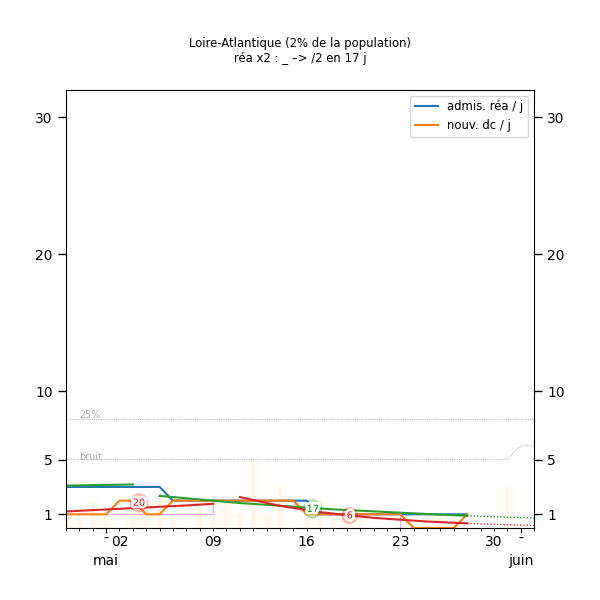 Loire-Atlantique (2% de la population)
réa x2 : _ –> /2 en 17 j
admis. réa / j
nouv. dc / j
30 30
20 20
10 10
25%
5 bruit 5
20 17 6
1 1
02 09 16 23 30
mai juin